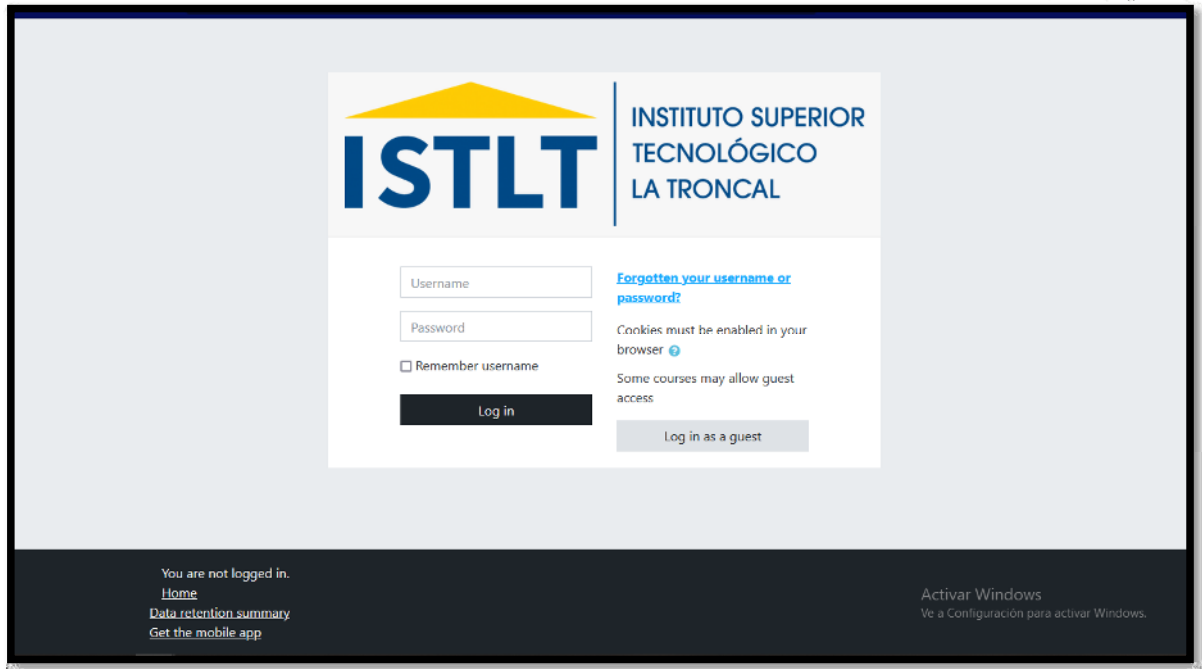 ISTLT
INSTITUTO SUPERIOR
TECNOLÓGICO
LA TRONCAL
Username
Password
Remember username
Log in
Forgotten your username or
password?
Cookies must be enabled in your
browser
Some courses may allow guest
access
Log in as a guest
You are not logged in.
Home
Data retention summary
Get the mobile app
Activar Windows
Ve a Configuración para activar Windows.